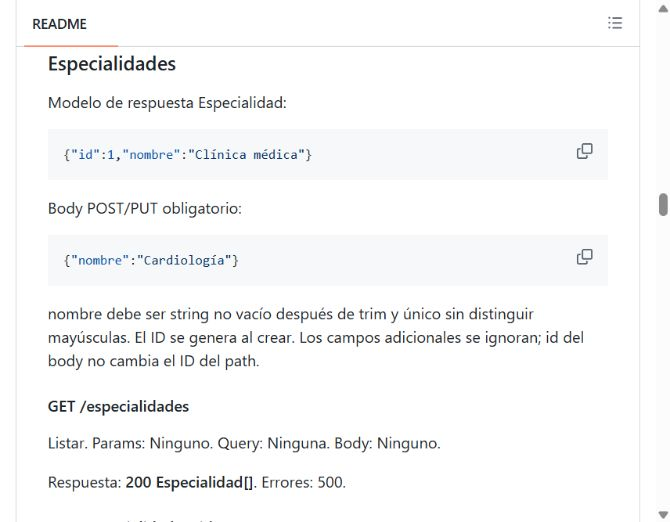 README
Especialidades
Modelo de respuesta Especialidad:
{"id":1,"nombre":"Clínica médica"}
Body POST/PUT obligatorio:
{"nombre":"Cardiología"}
nombre debe ser string no vacío después de trim y único sin distinguir
mayúsculas. El ID se genera al crear. Los campos adicionales se ignoran; id del
body no cambia el ID del path.
GET /especialidades
Listar. Params: Ninguno. Query: Ninguna. Body: Ninguno.
Respuesta: 200 Especialidad[]. Errores: 500.